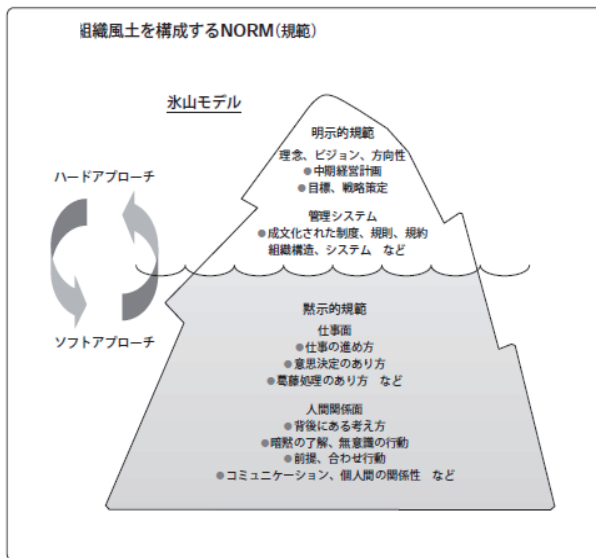 組織風土を構成するNORM(規範)
氷山モデル
明示的規範
理念、ビジョン、方向性
●中期経営計画
●目標、戦略策定
管理システム
●成文化された制度、規則、規約
組織構造、システム など
ハードアプローチ
ソフトアプローチ
黙示的規範
仕事面
●仕事の進め方
●意思決定のあり方
●葛藤処理のあり方 など
人間関係面
●背後にある考え方
●暗黙の了解、無意識の行動
●前提、合わせ行動
●コミュニケーション、個人間の関係性 など